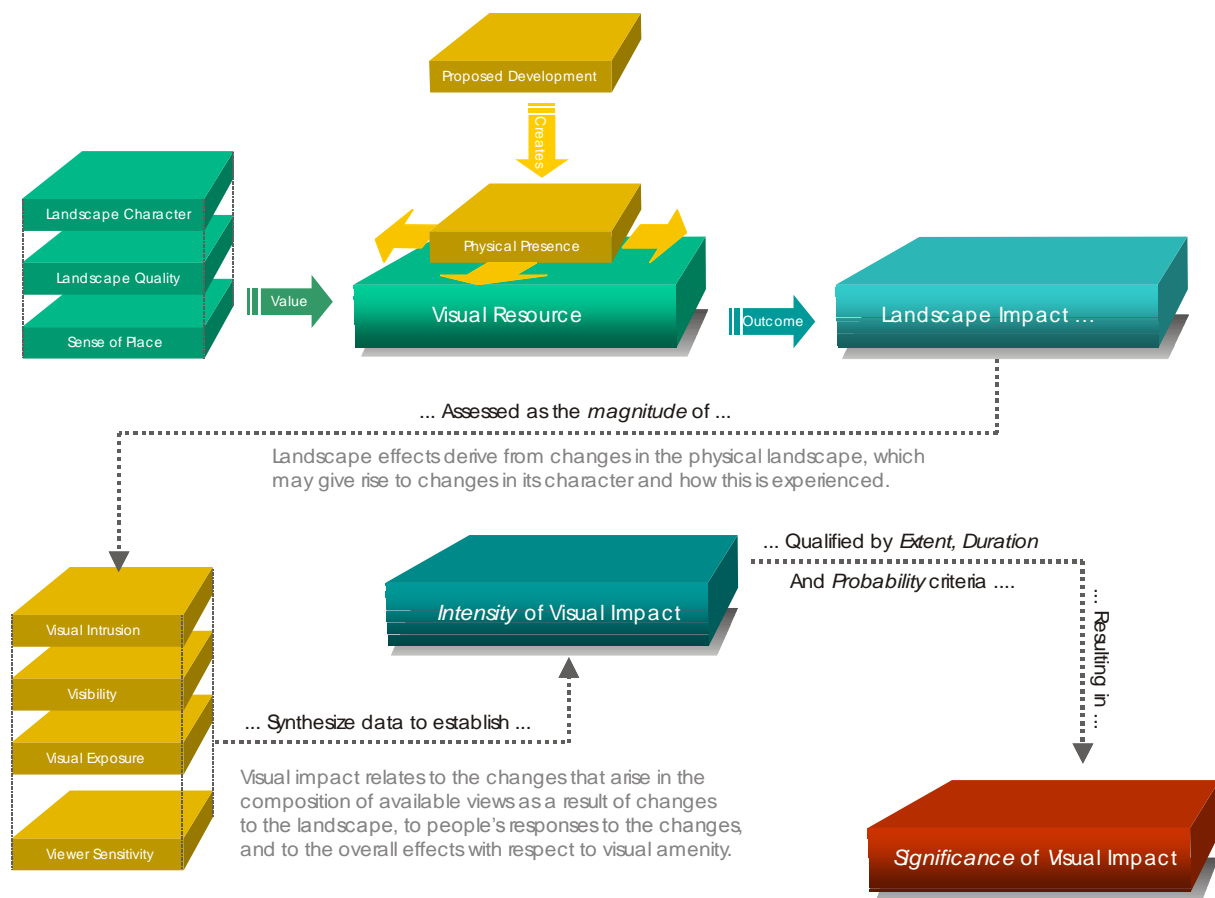 Proposed Development
Creates
Physical Presence
Landscape Character
Landscape Quality
Sense of Place
Value
Visual Resource
Outcome
Landscape Impact ...
... Assessed as the magnitude of ...
Landscape effects derive from changes in the physical landscape, which
may give rise to changes in its character and how this is experienced.
Visual Intrusion
Visibility
Visual Exposure
Viewer Sensitivity
... Synthesize data to establish ...
Visual impact relates to the changes that arise in the
composition of available views as a result of changes
to the landscape, to people's responses to the changes,
and to the overall effects with respect to visual amenity.
Intensity of Visual Impact
... Qualified by Extent, Duration
And Probability criteria ....
... Resulting in ...
Significance of Visual Impact